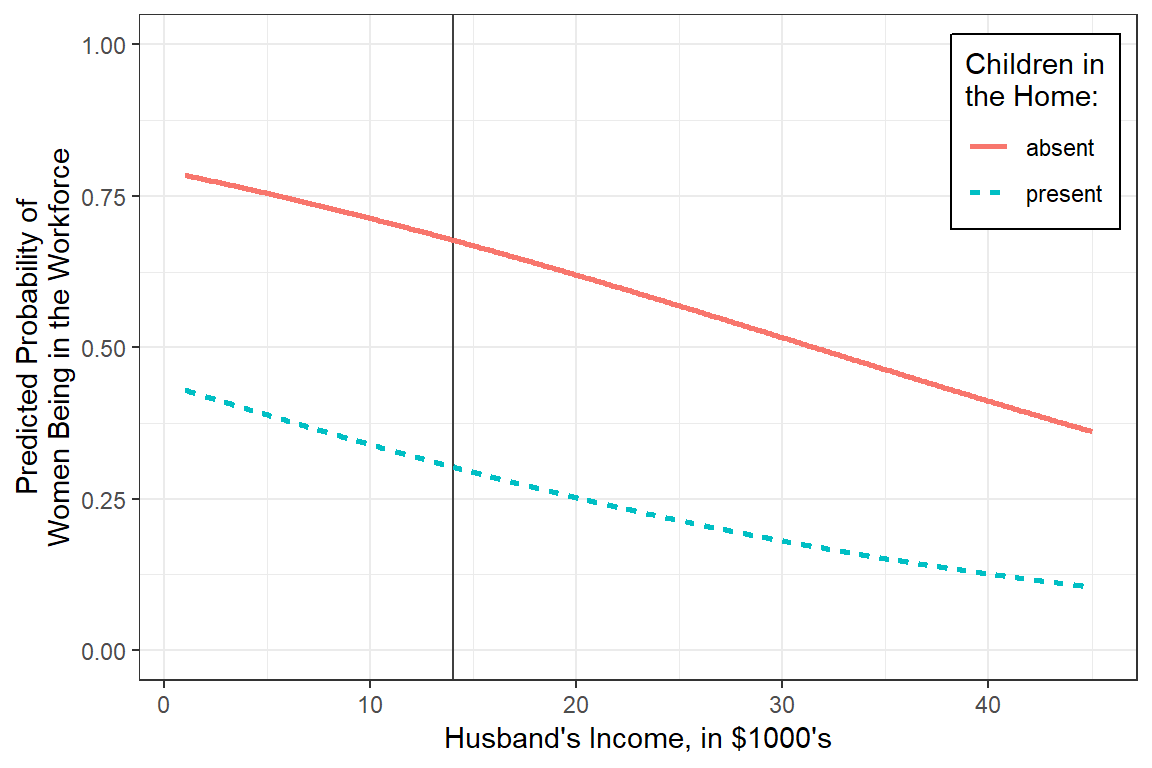 Predicted Probability of
Women Being in the Workforce
1.00
0.75
0.50
0.25
0.00
Children in
the Home:
absent
present
0 10 20 30 40
Husband's Income, in $1000's